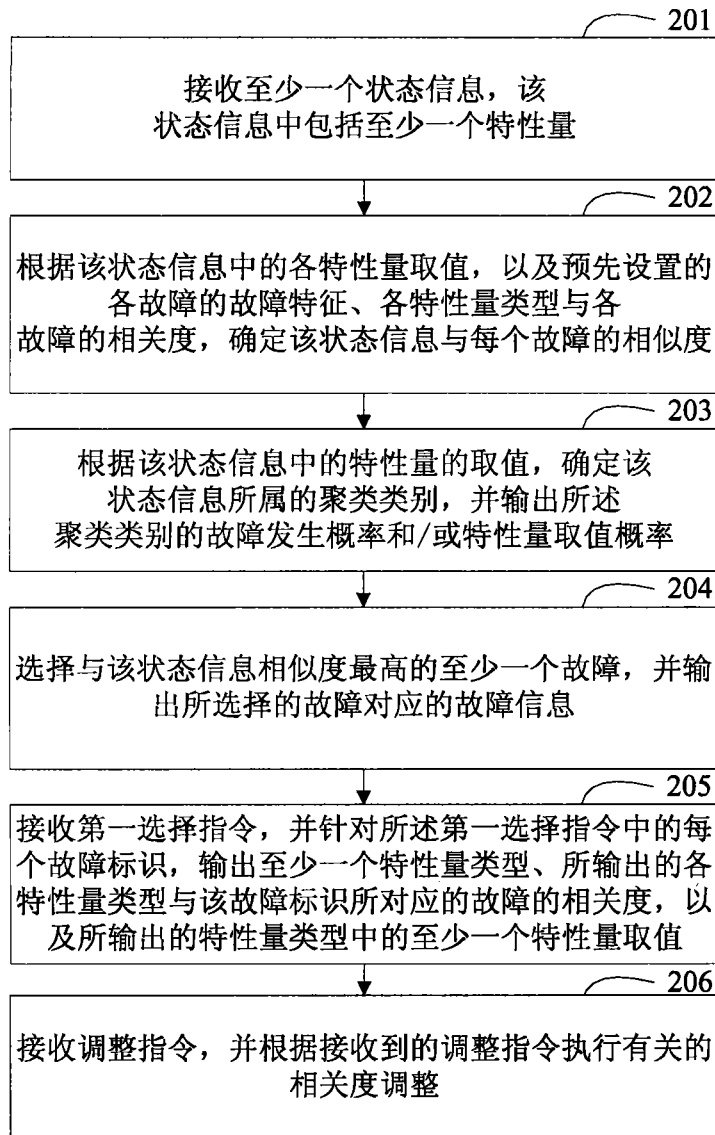 201
接收至少一个状态信息，该
状态信息中包括至少一个特性量
202
根据该状态信息中的各特性量取值，以及预先设置的
各故障的故障特征、各特性量类型与各
故障的相关度，确定该状态信息与每个故障的相似度
203
根据该状态信息中的特性量的取值，确定该
状态信息所属的聚类类别，并输出所述
聚类类别的故障发生概率和/或特性量取值概率
204
选择与该状态信息相似度最高的至少一个故障，并输
出所选择的故障对应的故障信息
205
接收第一选择指令，并针对所述第一选择指令中的每
个故障标识，输出至少一个特性量类型、所输出的各
特性量类型与该故障标识所对应的故障的相关度，以
及所输出的特性量类型中的至少一个特性量取值
206
接收调整指令，并根据接收到的调整指令执行有关的
相关度调整